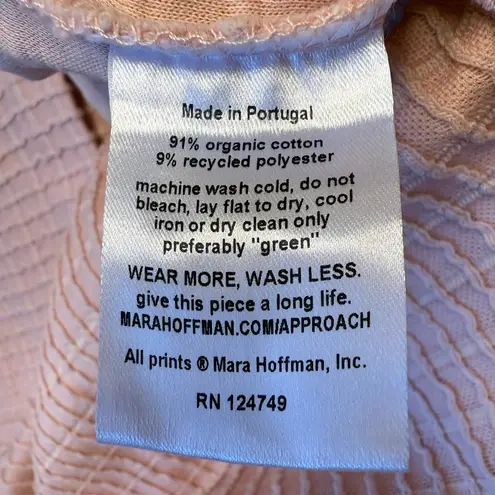 Made in Portugal
91% organic cotton
9% recycled polyester
machine wash cold, do not
bleach, lay flat to dry, cool
iron or dry clean only
preferably "green"
WEAR MORE, WASH LESS.
give this piece a long life.
MARAHOFFMAN.COM/APPROACH
All prints ® Mara Hoffman, Inc.
RN 124749